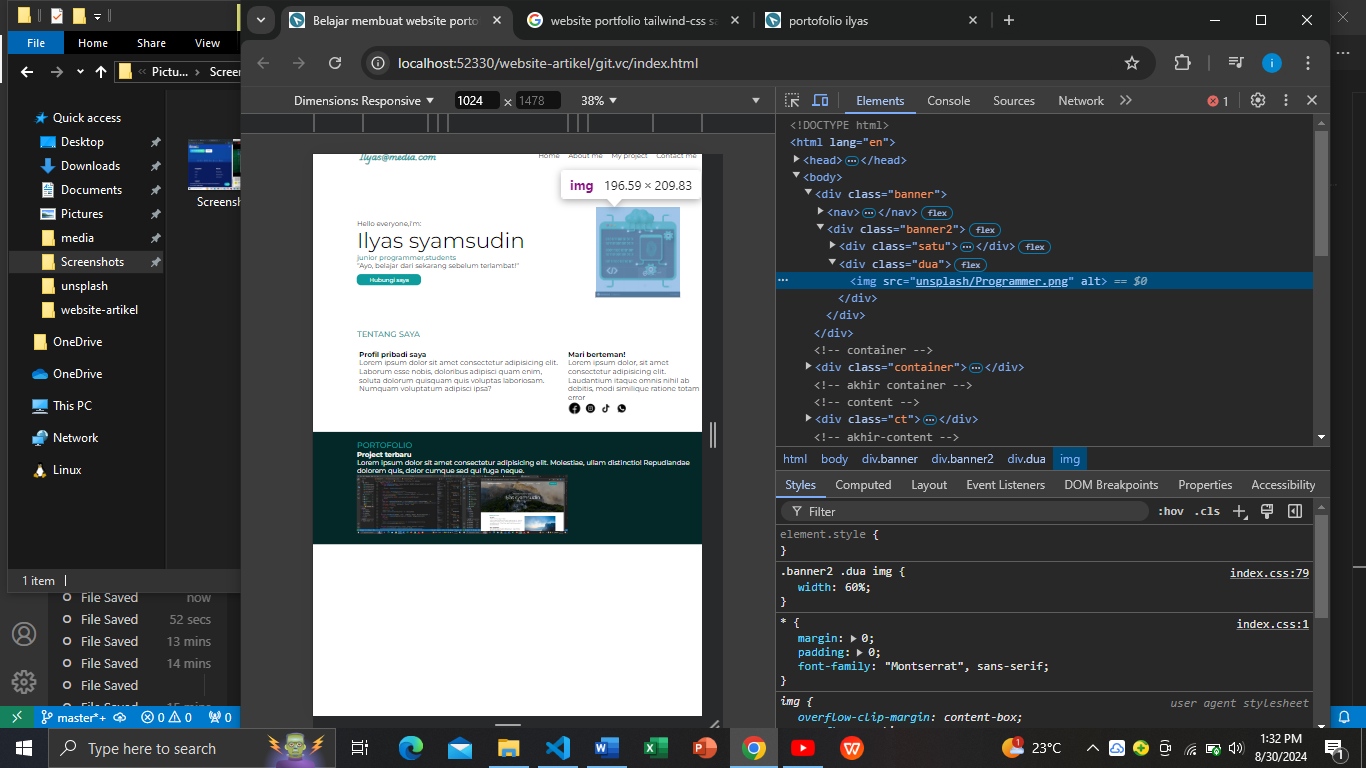 File
Home
Share
View
Pictu...
Screer
Quick access
Desktop
Downloads
Documents
Pictures
media
Screenshots
unsplash
website-artikel
OneDrive
OneDrive
This PC
Network
Linux
Screensh
1 item
File Saved now
File Saved 52 secs
File Saved 13 mins
File Saved 14 mins
File Saved
master*+
0 0
0
Belajar membuat website porto
website portfolio tailwind-css sa
portofolio ilyas
localhost:52330/website-artikel/git.vc/index.html
i
Dimensions: Responsive 1024 × 1478 38%
Ilyas@media.com
Home About me My project Contact me
img 196.59 × 209.83
Hello everyone,I'm:
Ilyas syamsudin
junior programmer,students
"Ayo, belajar dari sekarang sebelum terlambat!"
Hubungi saya
TENTANG SAYA
Profil pribadi saya
Lorem ipsum dolor sit amet consectetur adipisicing elit.
Laborum esse nobis, doloribus adipisci quam enim,
soluta dolorum quisquam quis voluptas laboriosam.
Numquam voluptatum adipisci ipsa?
Mari berteman!
Lorem ipsum dolor, sit amet
consectetur adipisicing elit.
Laudantium itaque omnis nihil ab
debitis, modi similique ratione totam
error
PORTOFOLIO
Project terbaru
Lorem ipsum dolor sit amet consectetur adipisicing elit. Molestiae, ullam distinctio! Repudiandae
dolorem quis, dolor cumque sed qui fuga neque.
Elements
Console
Sources
Network
1
<!DOCTYPE html>
<html lang="en">
<head>…</head>
<body>
<div class="banner">
<nav>…</nav> flex
<div class="banner2"> flex
<div class="satu">…</div> flex
<div class="dua"> flex
<img src="unsplash/Programmer.png" alt> == $0
</div>
</div>
</div>
<!-- container -->
<div class="container">…</div>
<!-- akhir container -->
<!-- content -->
<div class="ct">…</div>
<!-- akhir-content -->
html body div.banner div.banner2 div.dua img
Styles Computed Layout Event Listeners DOM Breakpoints Properties Accessibility
Filter :hov .cls
element.style {
}
.banner2 .dua img { index.css:79
width: 60%;
}
* { index.css:1
margin: 0;
padding: 0;
font-family: "Montserrat", sans-serif;
}
img { user agent stylesheet
overflow-clip-margin: content-box;
Type here to search
23°C
1:32 PM
8/30/2024